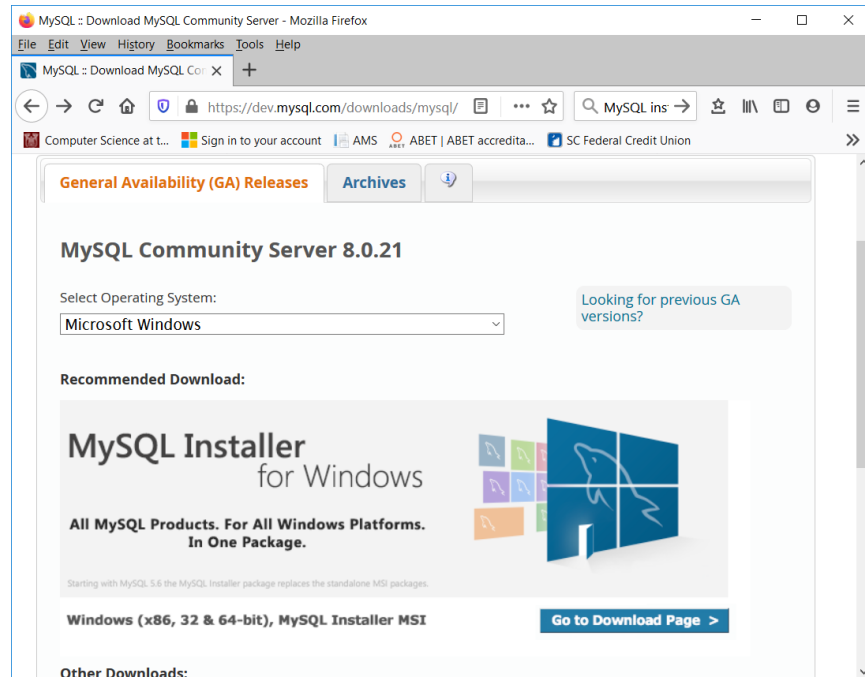 MySQL :: Download MySQL Community Server - Mozilla Firefox
File Edit View History Bookmarks Tools Help
MySQL :: Download MySQL Con
https://dev.mysql.com/downloads/mysql/
MySQL ins
Computer Science at t... Sign in to your account AMS ABET | ABET accredita... SC Federal Credit Union
General Availability (GA) Releases Archives
MySQL Community Server 8.0.21
Select Operating System:
Microsoft Windows
Looking for previous GA
versions?
Recommended Download:
MySQL Installer
for Windows
All MySQL Products. For All Windows Platforms.
In One Package.
Starting with MySQL 5.6 the MySQL Installer package replaces the standalone MSI packages.
Windows (x86, 32 & 64-bit), MySQL Installer MSI
Go to Download Page >
Other Downloads: